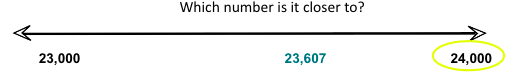 Which number is it closer to?
23,000 23,607 24,000